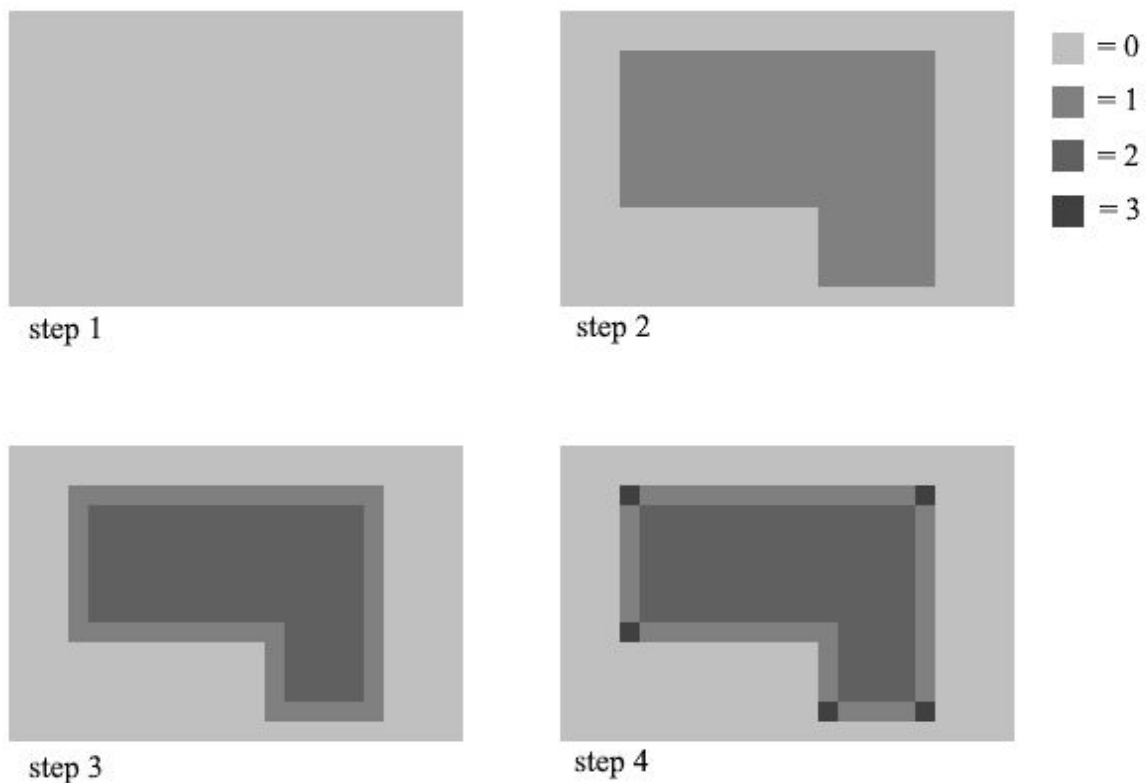 = 0
= 1
= 2
= 3
step 1
step 2
step 3
step 4